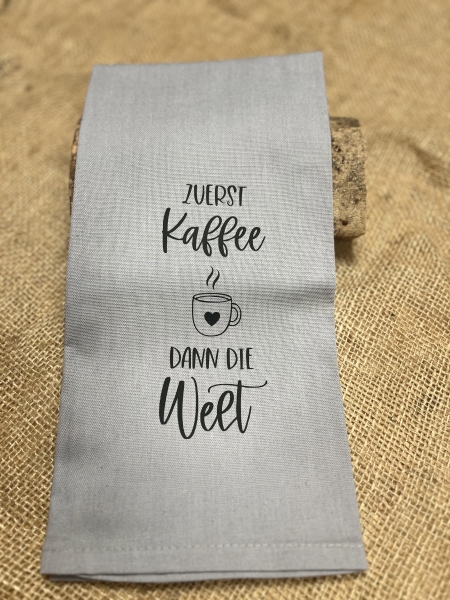 ZUERST
Kaffee
DANN DIE
Welt